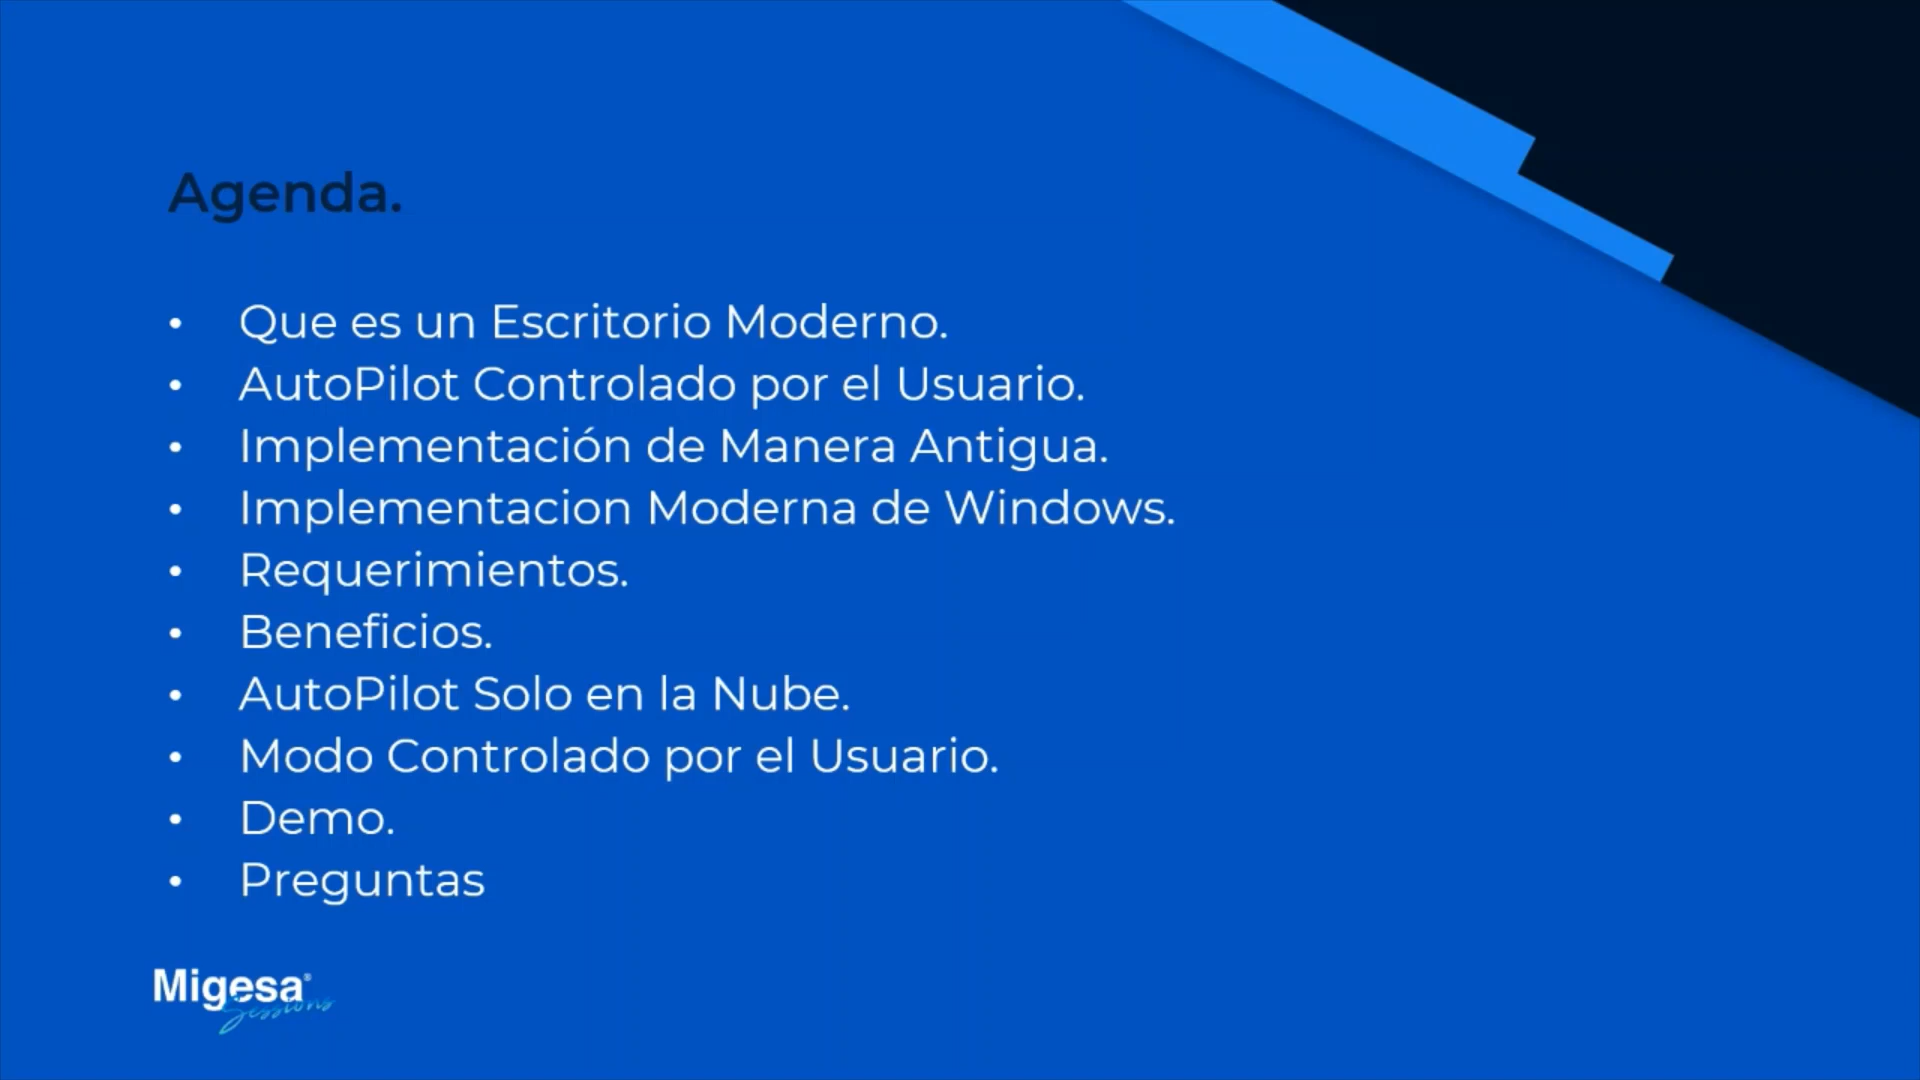 Agenda.
• Que es un Escritorio Moderno.
• AutoPilot Controlado por el Usuario.
• Implementación de Manera Antigua.
• Implementacion Moderna de Windows.
• Requerimientos.
• Beneficios.
• AutoPilot Solo en la Nube.
• Modo Controlado por el Usuario.
• Demo.
• Preguntas
Migesa®
Sessions